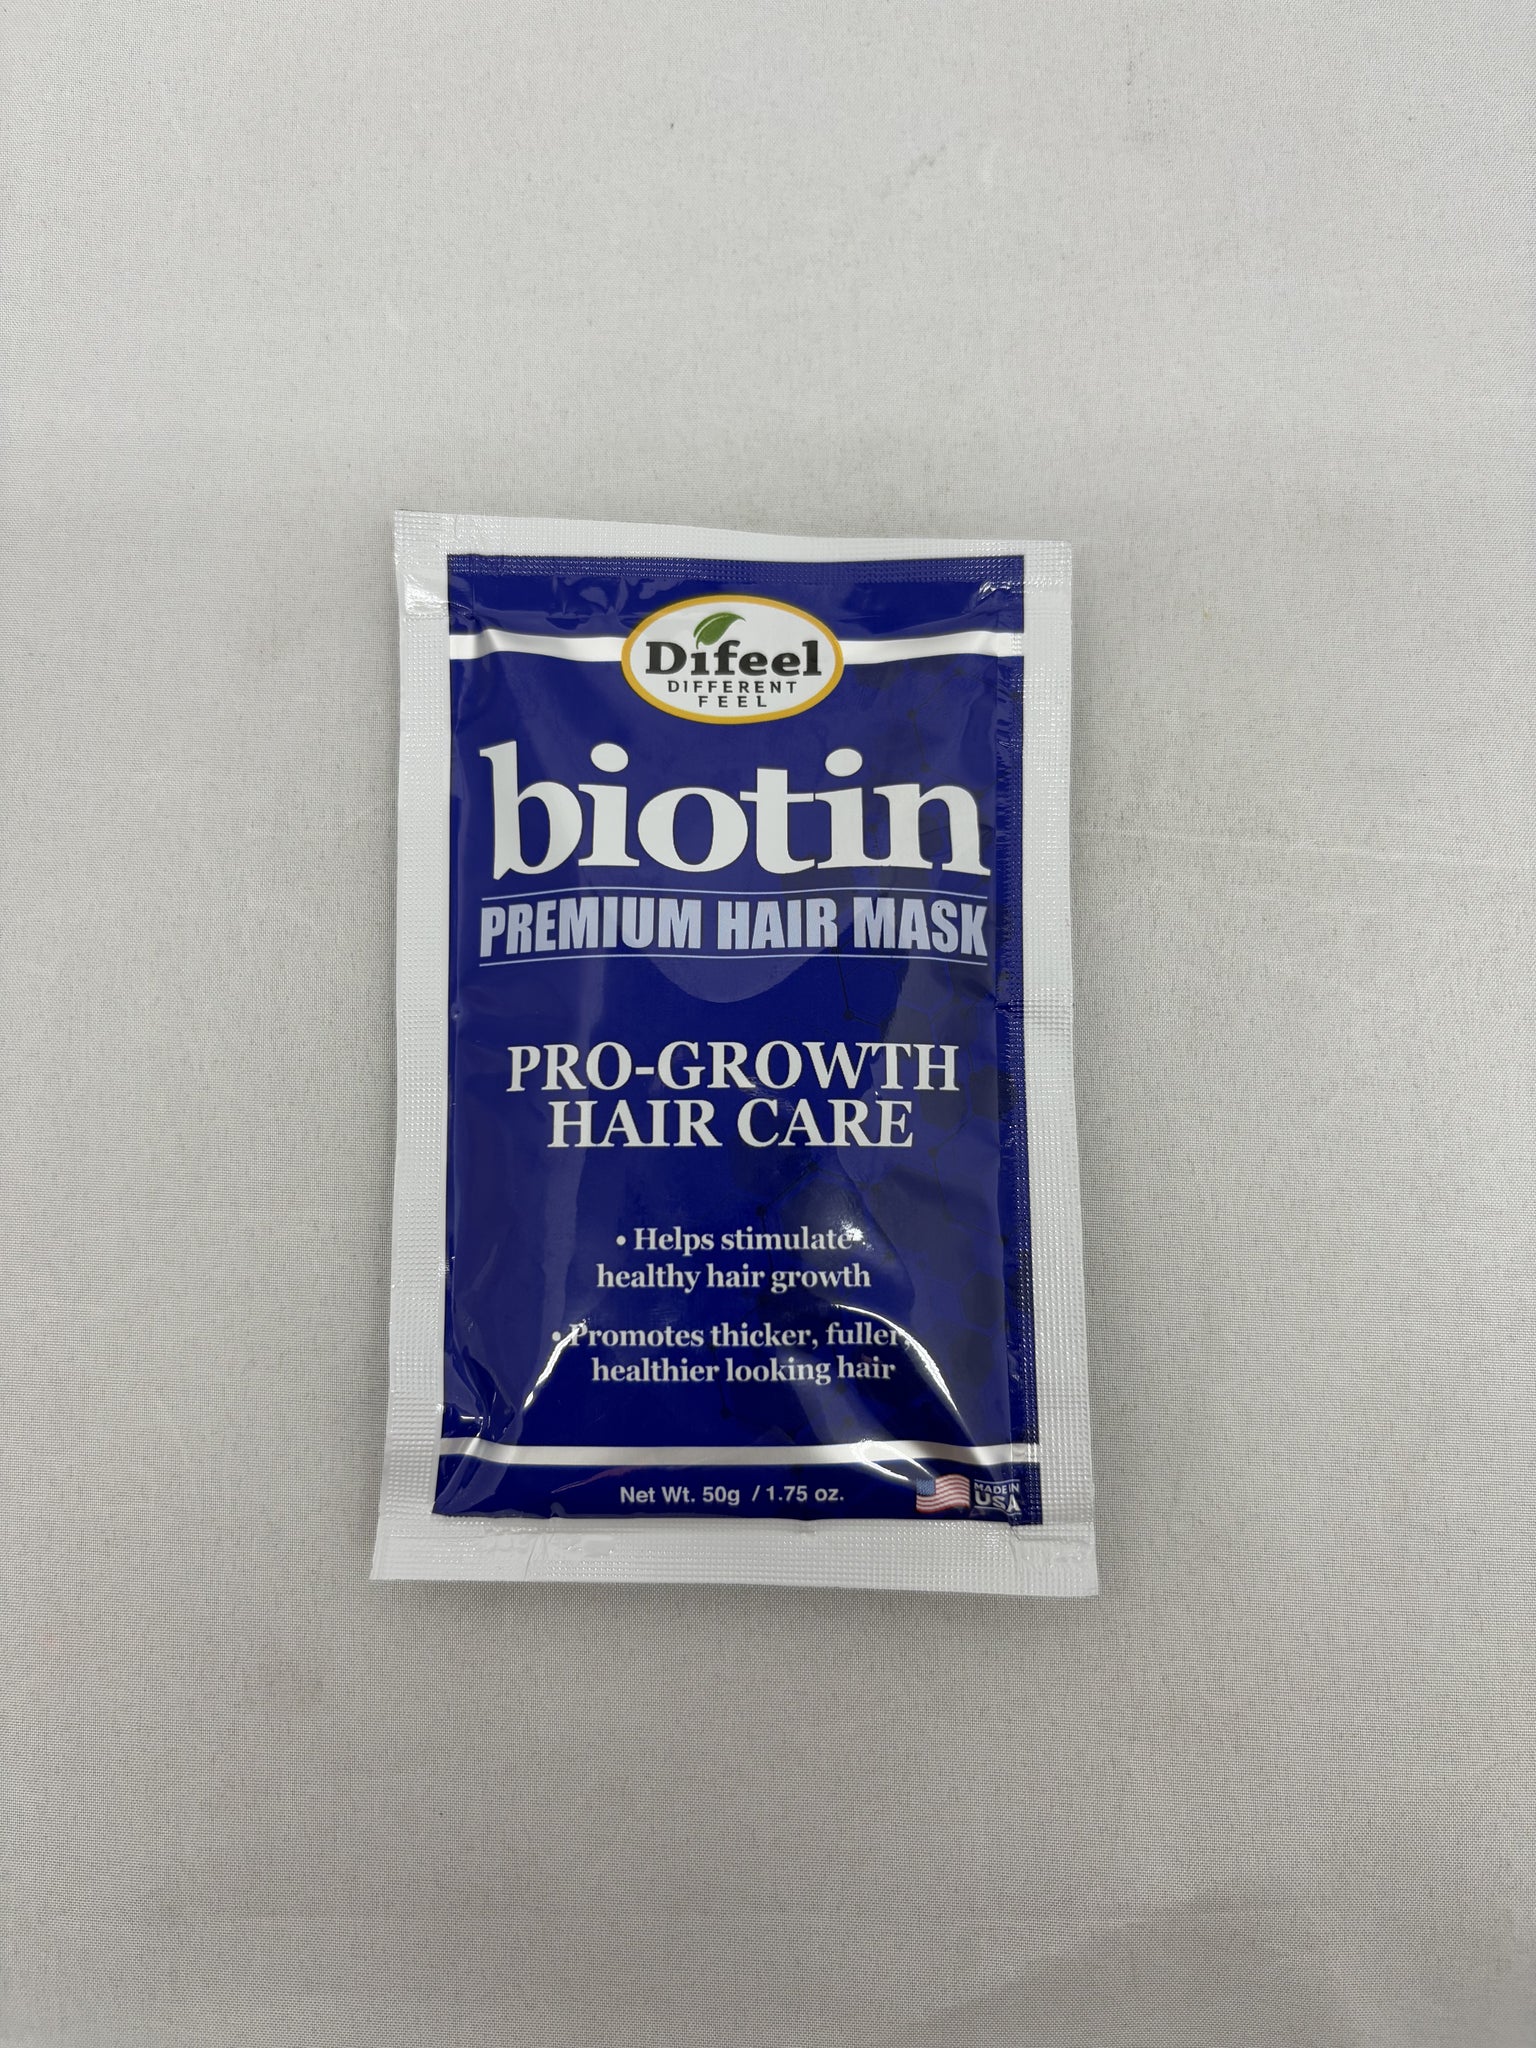 Difeel
DIFFERENT
FEEL
biotin
PREMIUM HAIR MASK
PRO-GROWTH
HAIR CARE
• Helps stimulate
healthy hair growth
• Promotes thicker, fuller,
healthier looking hair
Net Wt. 50g / 1.75 oz.
MADE IN
USA